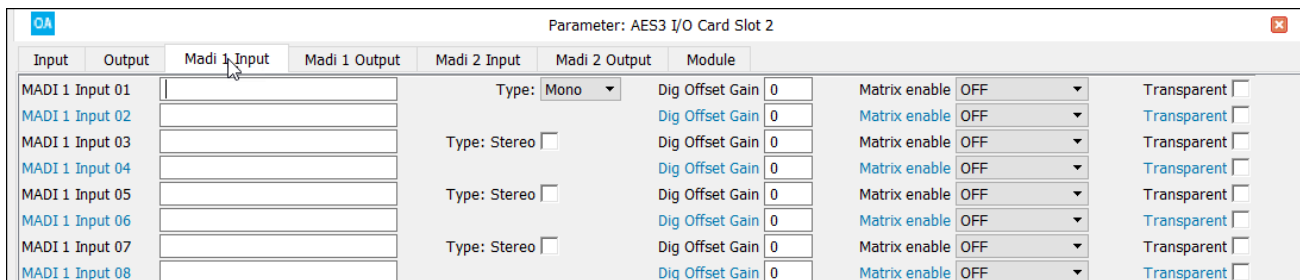 OA Parameter: AES3 I/O Card Slot 2
Input Output Madi 1 Input Madi 1 Output Madi 2 Input Madi 2 Output Module
MADI 1 Input 01 Type: Mono Dig Offset Gain 0 Matrix enable OFF Transparent
MADI 1 Input 02 Dig Offset Gain 0 Matrix enable OFF Transparent
MADI 1 Input 03 Type: Stereo Dig Offset Gain 0 Matrix enable OFF Transparent
MADI 1 Input 04 Dig Offset Gain 0 Matrix enable OFF Transparent
MADI 1 Input 05 Type: Stereo Dig Offset Gain 0 Matrix enable OFF Transparent
MADI 1 Input 06 Dig Offset Gain 0 Matrix enable OFF Transparent
MADI 1 Input 07 Type: Stereo Dig Offset Gain 0 Matrix enable OFF Transparent
MADI 1 Input 08 Dig Offset Gain 0 Matrix enable OFF Transparent